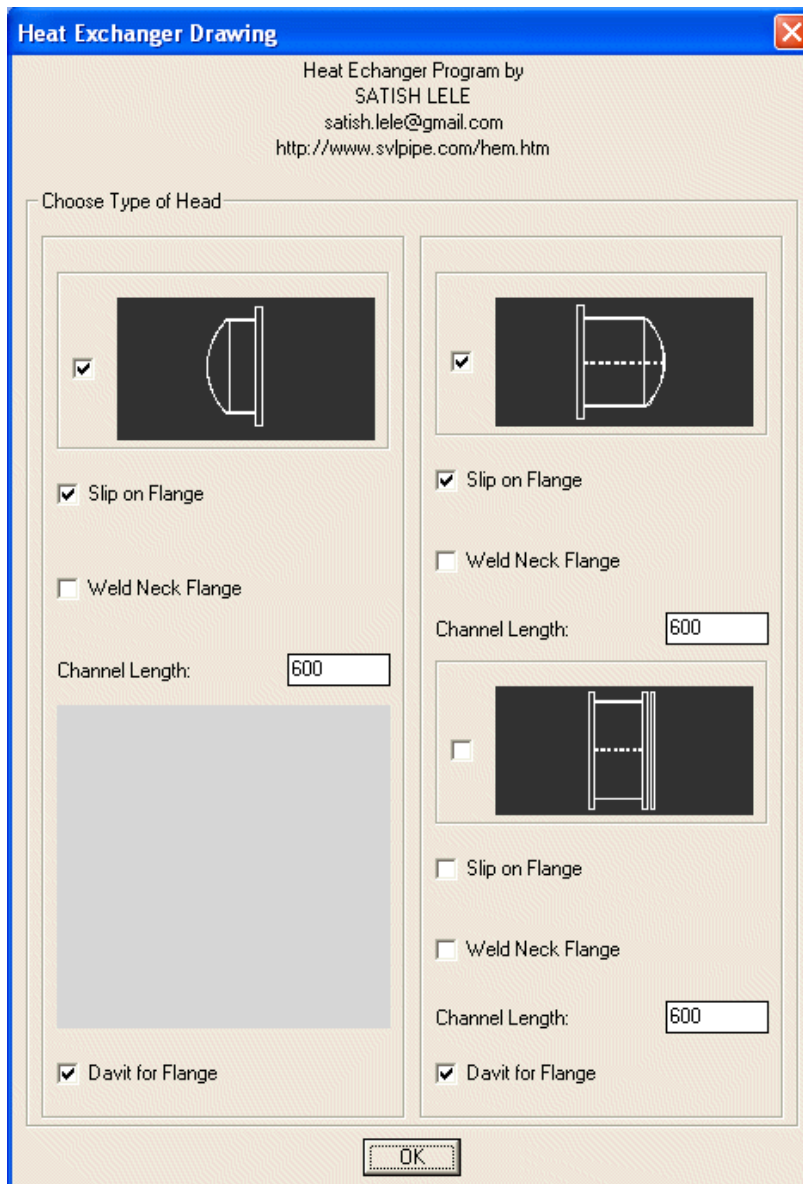 Heat Exchanger Drawing
Heat Echanger Program by
SATISH LELE
satish.lele@gmail.com
http://www.svlpipe.com/hem.htm
Choose Type of Head
Slip on Flange
Weld Neck Flange
Channel Length: 600
Davit for Flange
Slip on Flange
Weld Neck Flange
Channel Length: 600
Slip on Flange
Weld Neck Flange
Channel Length: 600
Davit for Flange
OK